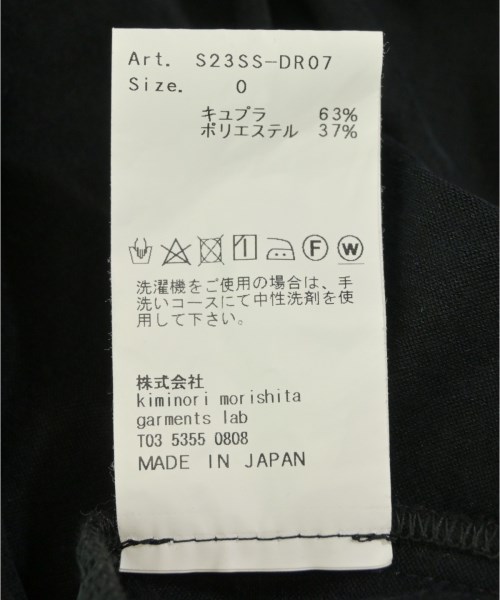 Art. S23SS-DR07
Size. 0
キュプラ 63%
ポリエステル 37%
F W
洗濯機をご使用の場合は、手
洗いコースにて中性洗剤を使
用して下さい。
株式会社
kiminori morishita
garments lab
T03 5355 0808
MADE IN JAPAN